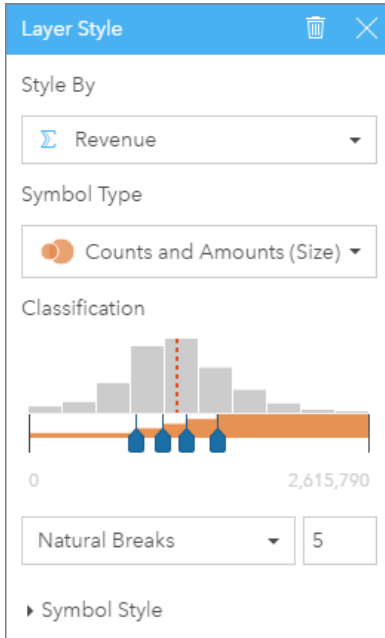 Layer Style
Style By
Σ Revenue
Symbol Type
Counts and Amounts (Size)
Classification
0 2,615,790
Natural Breaks 5
Symbol Style